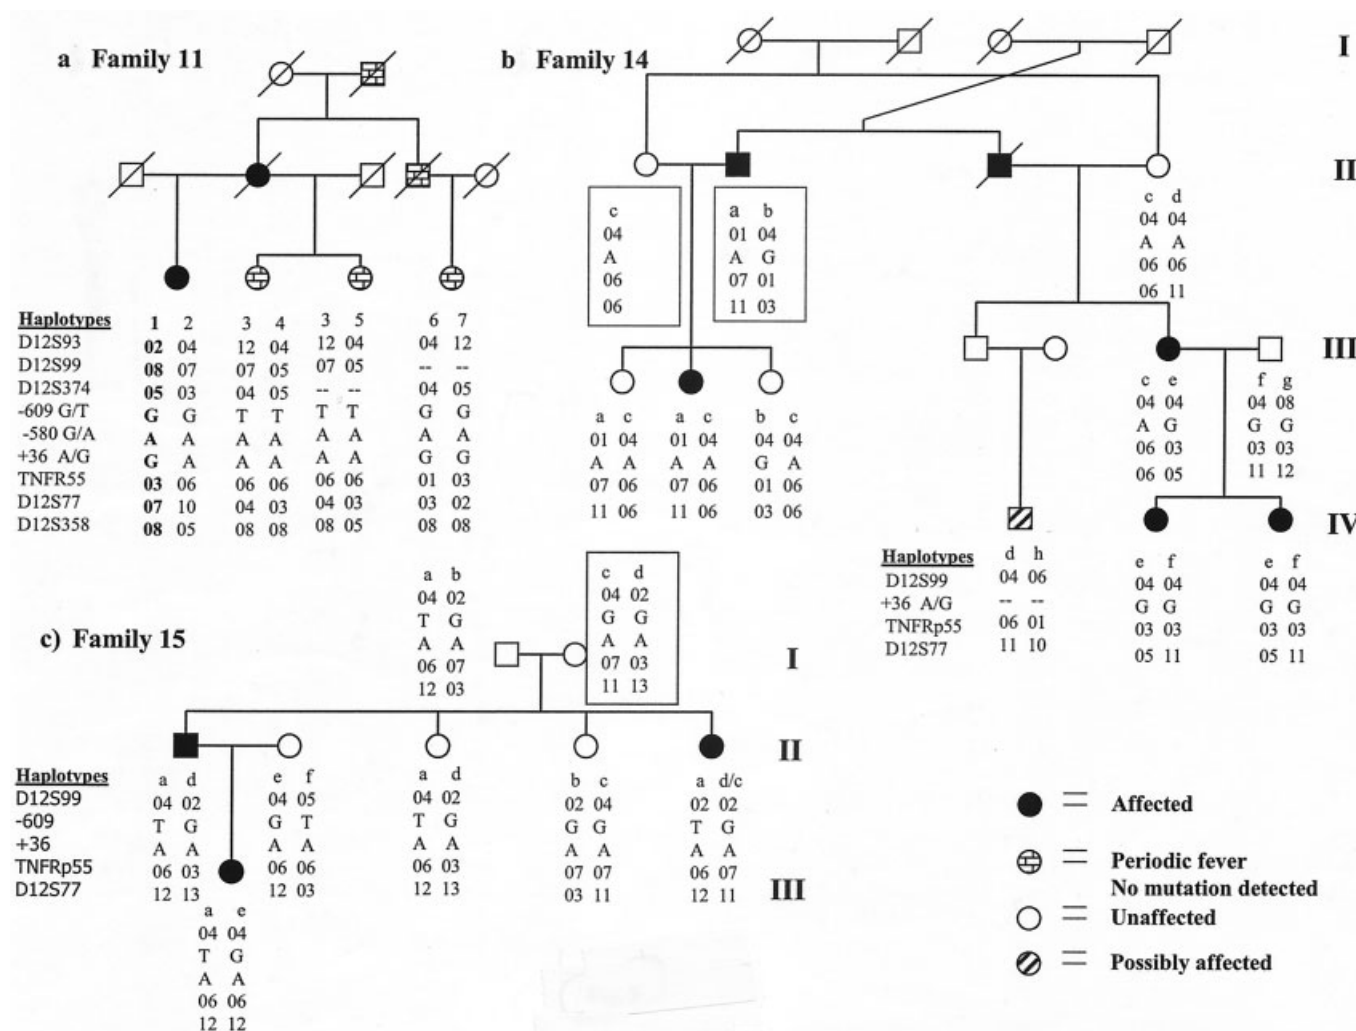 a Family 11
b Family 14
I
II
c
04
A
06
06
a b
01 04
A G
07 01
11 03
c d
04 04
A A
06 06
06 11
III
a c
01 04
A A
07 06
11 06
a c
01 04
A A
07 06
11 06
b c
04 04
G A
01 06
03 06
c e
04 04
A G
06 03
06 05
f g
04 08
G G
03 03
11 12
IV
Haplotypes d h
D12S99 04 06
+36 A/G -- --
TNFRp55 06 01
D12S77 11 10
e f
04 04
G G
03 03
05 11
e f
04 04
G G
03 03
05 11
Haplotypes 1 2 3 4 3 5 6 7
D12S93 02 04 12 04 12 04 04 12
D12S99 08 07 07 05 07 05 -- --
D12S374 05 03 04 05 -- -- 04 05
-609 G/T G G T T T T G G
-580 G/A A A A A A A A A
+36 A/G G A A A A A G G
TNFR55 03 06 06 06 06 06 01 03
D12S77 07 10 04 03 04 03 03 02
D12S358 08 05 08 08 08 05 08 08
c) Family 15
a b
04 02
T G
A A
06 07
12 03
c d
04 02
G G
A A
07 03
11 13
I
II
III
Haplotypes a d e f a d b c a d/c
D12S99 04 02 04 05 04 02 02 04 02 02
-609 T G G T T G G G T G
+36 A A A A A A A A A A
TNFRp55 06 03 06 06 06 03 07 07 06 07
D12S77 12 13 12 03 12 13 03 11 12 11
a e
04 04
T G
A A
06 06
12 12
= Affected
= Periodic fever
No mutation detected
= Unaffected
= Possibly affected